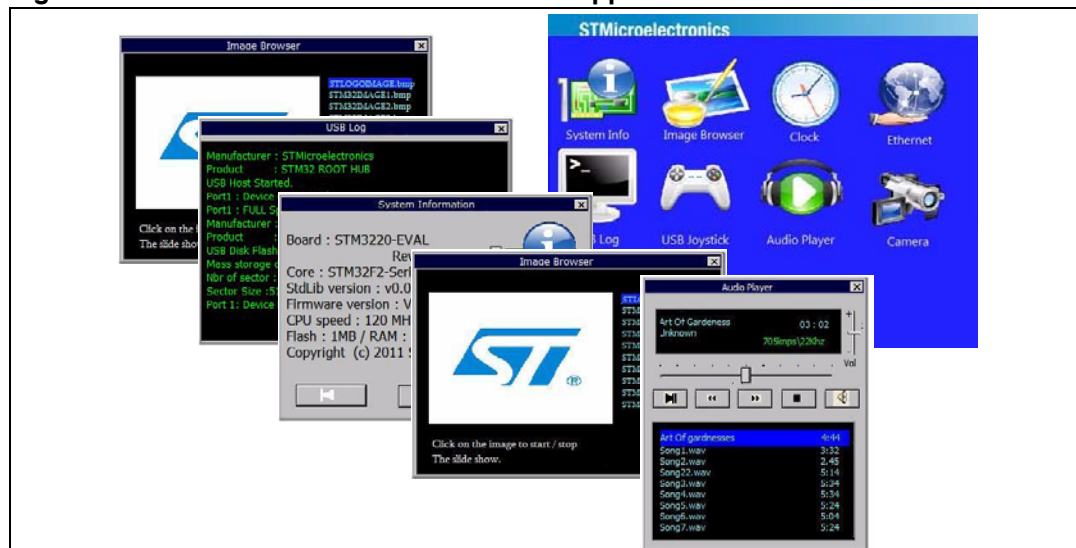 STMicroelectronics
System Info
Image Browser
Clock
Ethernet
Log
USB Joystick
Audio Player
Camera
Image Browser
STLOGOIMAGE.bmp
STM32IMAGE1.bmp
STM32IMAGE2.bmp
Click on the
The slide
USB Log
Manufacturer : STMicroelectronics
Product : STM32 ROOT HUB
USB Host Started.
Port1 : Device
Port1 : FULL
Manufacturer :
Product :
USB Disk Flash
Mass storage
Nbr of sector :
Sector Size :
Port 1: Device
System Information
Board : STM3220-EVAL
Core : STM32F2-
StdLib version : v0.0
Firmware version : V
CPU speed : 120 MH
Flash : 1MB / RAM :
Copyright (c) 2011
Image Browser
ST
Click on the image to start / stop
The slide show.
Audio Player
Art Of Gardeness
03 : 02
Unknown
Vol
Art Of gardnesses 4:44
Song1.wav 3:32
Song2.wav 2.45
Song22.wav 5:14
Song3.wav 5:34
Song4.wav 5:34
Song5.wav 5:24
Song6.wav 5:04
Song7.wav 5:24